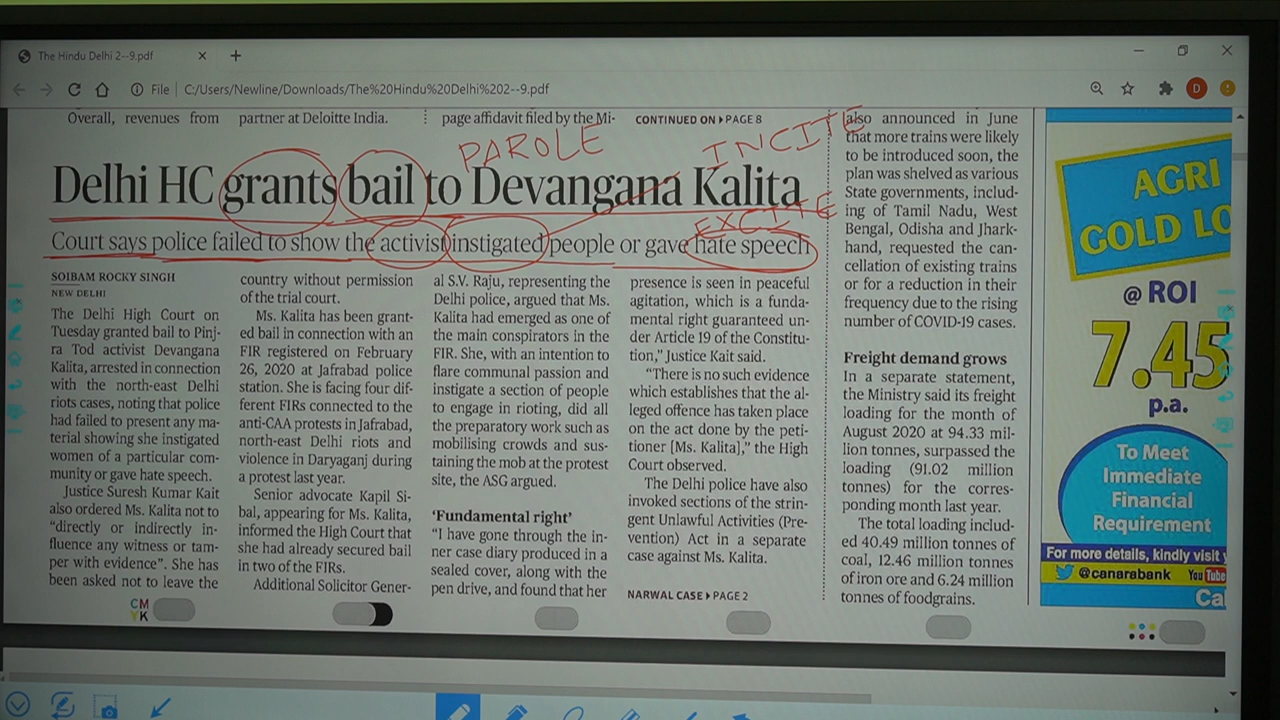 The Hindu Delhi 2--9.pdf
File
C:/Users/Newline/Downloads/The%20Hindu%20Delhi%202--9.pdf
D
Overall, revenues from
partner at Deloitte India.
page affidavit filed by the Mi-
CONTINUED ON ▸ PAGE 8
PAROLE
INCITE
Delhi HC grants bail to Devangana Kalita
EXCITE
Court says police failed to show the activist instigated people or gave hate speech
SOIBAM ROCKY SINGH
NEW DELHI
The Delhi High Court on
Tuesday granted bail to Pinj-
ra Tod activist Devangana
Kalita, arrested in connection
with the north-east Delhi
riots cases, noting that police
had failed to present any ma-
terial showing she instigated
women of a particular com-
munity or gave hate speech.
Justice Suresh Kumar Kait
also ordered Ms. Kalita not to
“directly or indirectly in-
fluence any witness or tam-
per with evidence”. She has
been asked not to leave the
country without permission
of the trial court.
Ms. Kalita has been grant-
ed bail in connection with an
FIR registered on February
26, 2020 at Jafrabad police
station. She is facing four dif-
ferent FIRs connected to the
anti-CAA protests in Jafrabad,
north-east Delhi riots and
violence in Daryaganj during
a protest last year.
Senior advocate Kapil Si-
bal, appearing for Ms. Kalita,
informed the High Court that
she had already secured bail
in two of the FIRs.
Additional Solicitor Gener-
al S.V. Raju, representing the
Delhi police, argued that Ms.
Kalita had emerged as one of
the main conspirators in the
FIR. She, with an intention to
flare communal passion and
instigate a section of people
to engage in rioting, did all
the preparatory work such as
mobilising crowds and sus-
taining the mob at the protest
site, the ASG argued.
‘Fundamental right’
“I have gone through the in-
ner case diary produced in a
sealed cover, along with the
pen drive, and found that her
presence is seen in peaceful
agitation, which is a funda-
mental right guaranteed un-
der Article 19 of the Constitu-
tion,” Justice Kait said.
“There is no such evidence
which establishes that the al-
leged offence has taken place
on the act done by the peti-
tioner [Ms. Kalita],” the High
Court observed.
The Delhi police have also
invoked sections of the strin-
gent Unlawful Activities (Pre-
vention) Act in a separate
case against Ms. Kalita.
NARWAL CASE ▸ PAGE 2
also announced in June
that more trains were likely
to be introduced soon, the
plan was shelved as various
State governments, includ-
ing of Tamil Nadu, West
Bengal, Odisha and Jhark-
hand, requested the can-
cellation of existing trains
or for a reduction in their
frequency due to the rising
number of COVID-19 cases.
Freight demand grows
In a separate statement,
the Ministry said its freight
loading for the month of
August 2020 at 94.33 mil-
lion tonnes, surpassed the
loading (91.02 million
tonnes) for the corres-
ponding month last year.
The total loading includ-
ed 40.49 million tonnes of
coal, 12.46 million tonnes
of iron ore and 6.24 million
tonnes of foodgrains.
AGRI
GOLD LO
@ ROI
7.45
p.a.
To Meet
Immediate
Financial
Requirement
For more details, kindly visit
@canarabank YouTube
Ca
CM
YK